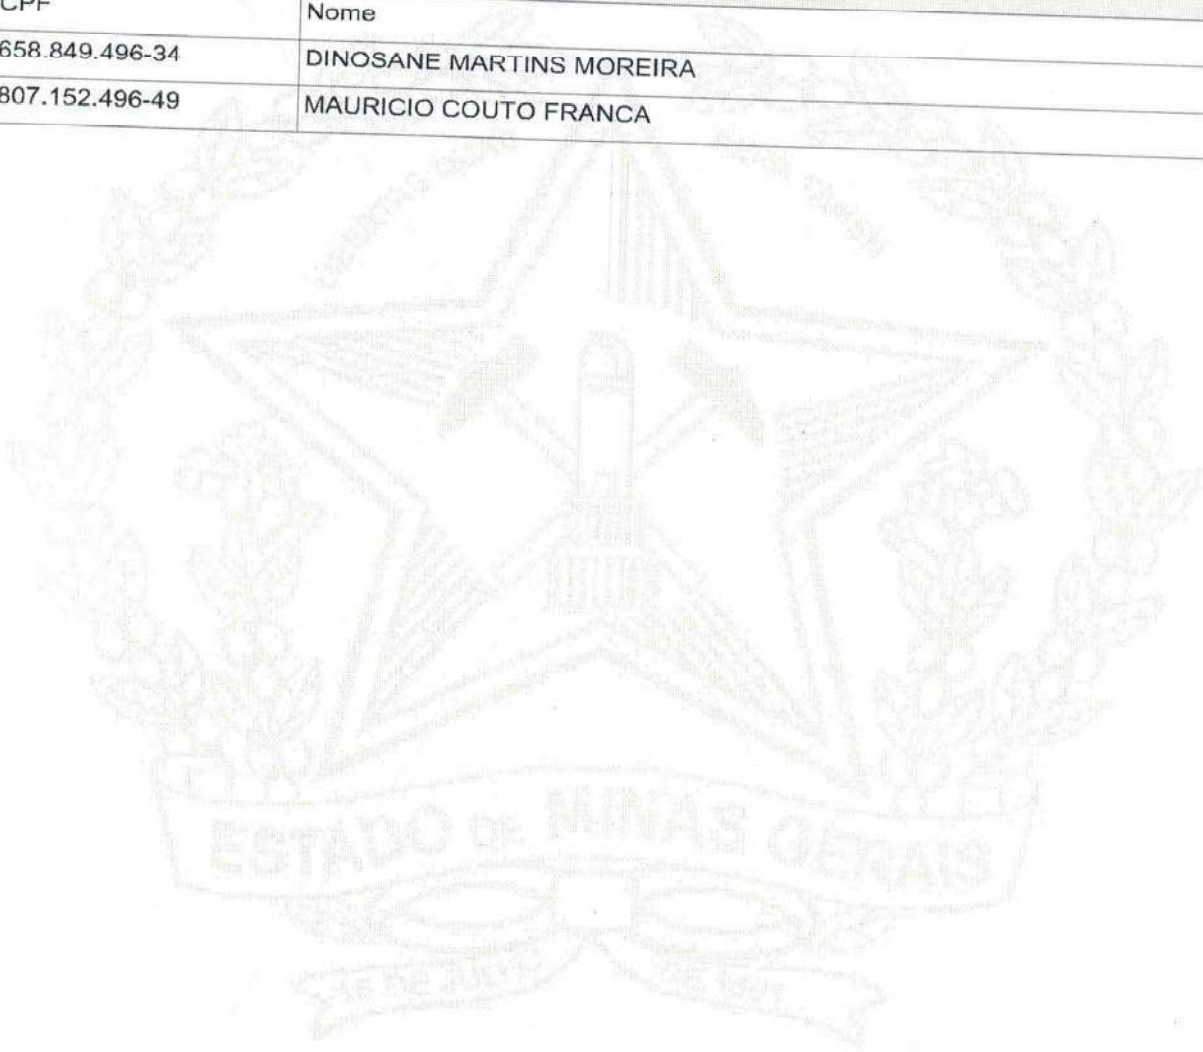 CPF Nome
658.849.496-34 DINOSANE MARTINS MOREIRA
807.152.496-49 MAURICIO COUTO FRANCA
ESTADO DE MINAS GERAIS